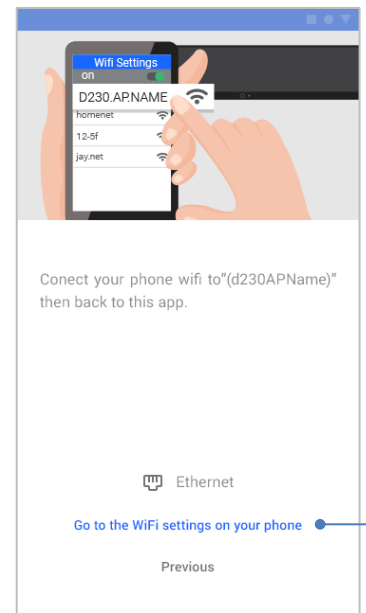 Wifi Settings
on
D230.AP.NAME
homenet
12-5f
jay.net
Conect your phone wifi to"(d230APName)"
then back to this app.
Ethernet
Go to the WiFi settings on your phone
Previous